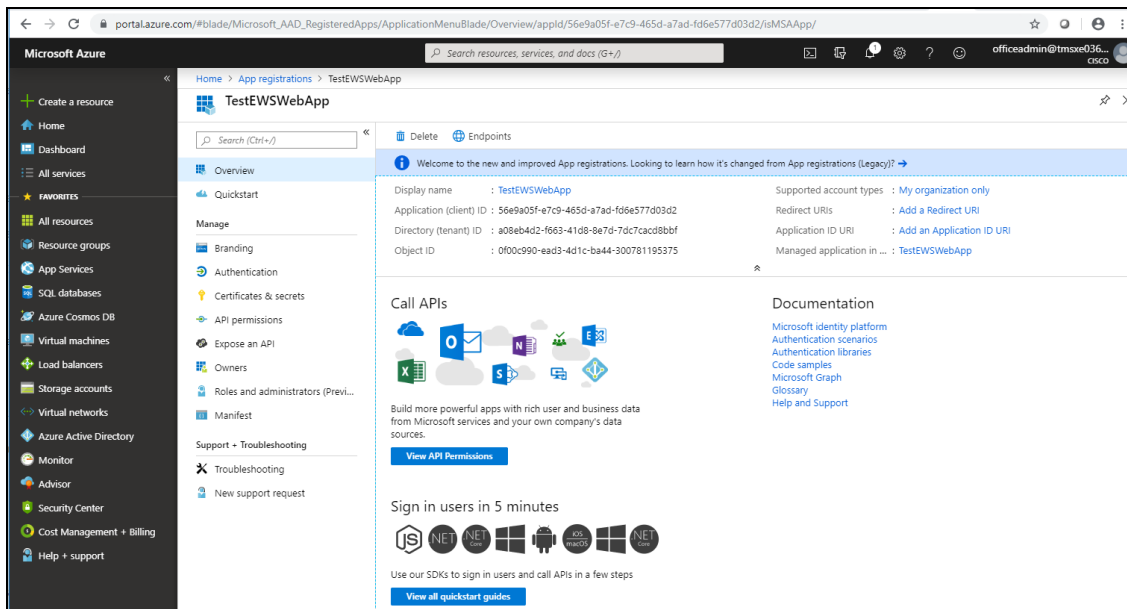 portal.azure.com/#blade/Microsoft_AAD_RegisteredApps/ApplicationMenuBlade/Overview/appId/56e9a05f-e7c9-465d-a7ad-fd6e577d03d2/isMSAApp/
Microsoft Azure
Search resources, services, and docs (G+/)
1
officeadmin@tmsxe036...
CISCO
Create a resource
Home
Dashboard
All services
FAVORITES
All resources
Resource groups
App Services
SQL databases
Azure Cosmos DB
Virtual machines
Load balancers
Storage accounts
Virtual networks
Azure Active Directory
Monitor
Advisor
Security Center
Cost Management + Billing
Help + support
Home > App registrations > TestEWSWebApp
TestEWSWebApp
Search (Ctrl+/)
Overview
Quickstart
Manage
Branding
Authentication
Certificates & secrets
API permissions
Expose an API
Owners
Roles and administrators (Previ...
Manifest
Support + Troubleshooting
Troubleshooting
New support request
Delete Endpoints
Welcome to the new and improved App registrations. Looking to learn how it's changed from App registrations (Legacy)?
Display name : TestEWSWebApp
Application (client) ID : 56e9a05f-e7c9-465d-a7ad-fd6e577d03d2
Directory (tenant) ID : a08eb4d2-f663-41d8-8e7d-7dc7cacd8bbf
Object ID : 0f00c990-ead3-4d1c-ba44-300781195375
Supported account types : My organization only
Redirect URIs : Add a Redirect URI
Application ID URI : Add an Application ID URI
Managed application in ... : TestEWSWebApp
Call APIs
Build more powerful apps with rich user and business data
from Microsoft services and your own company's data
sources.
View API Permissions
Documentation
Microsoft identity platform
Authentication scenarios
Authentication libraries
Code samples
Microsoft Graph
Glossary
Help and Support
Sign in users in 5 minutes
JS .NET .NET Core iOS macOS .NET Core
Use our SDKs to sign in users and call APIs in a few steps
View all quickstart guides